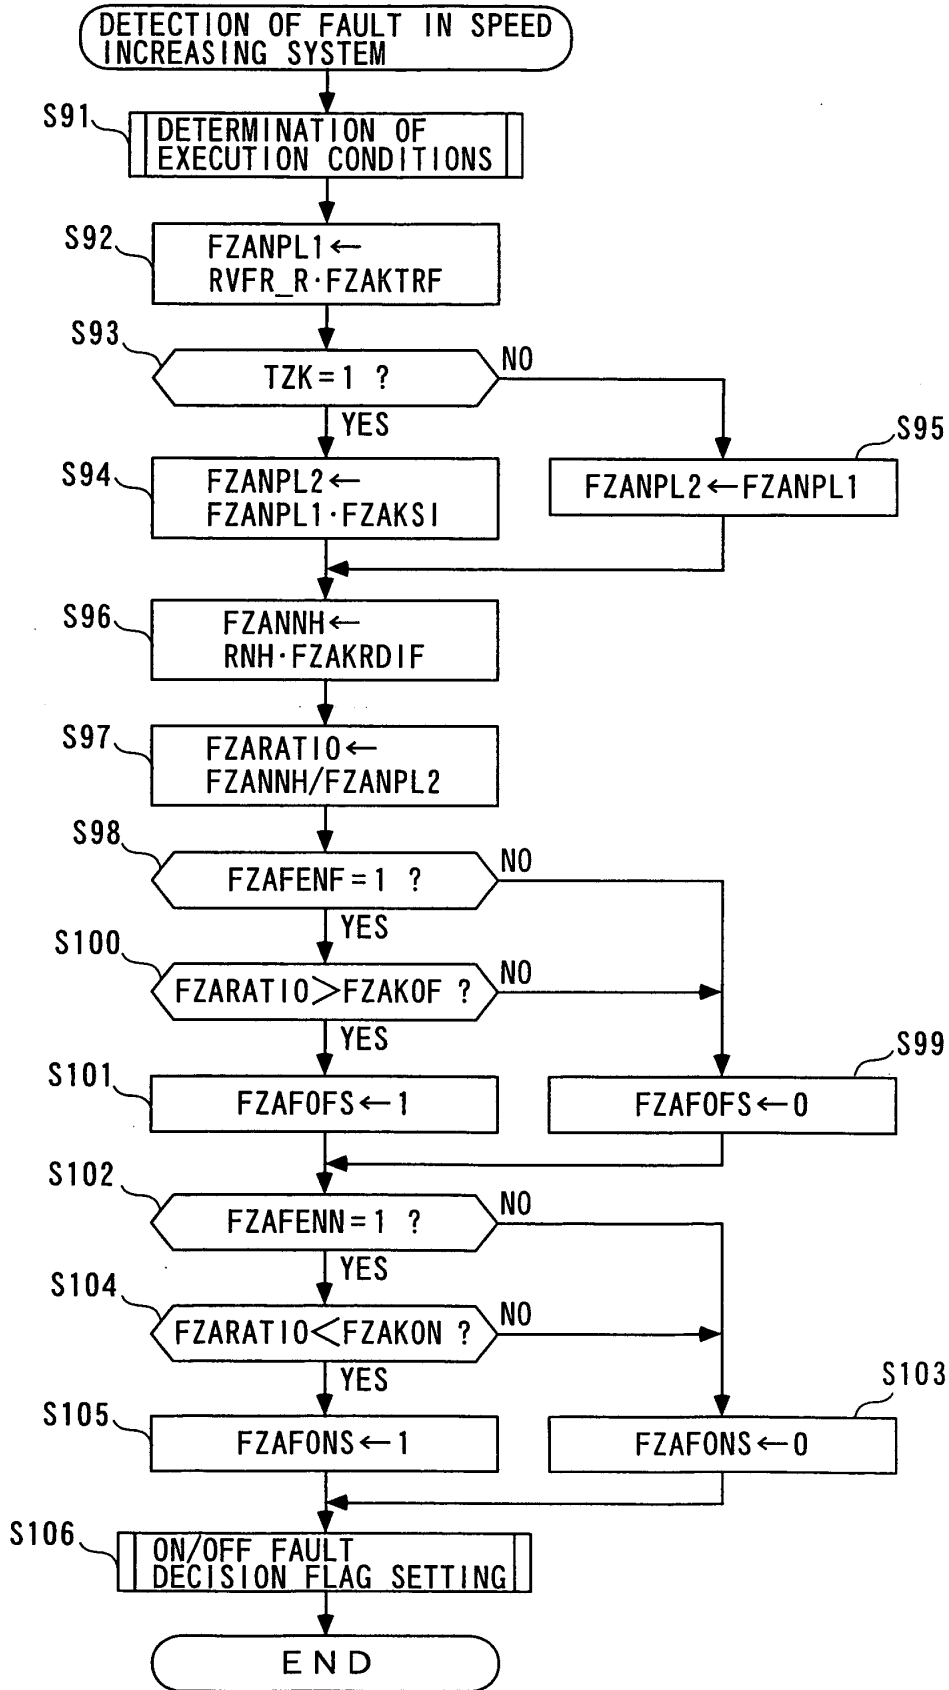 DETECTION OF FAULT IN SPEED
INCREASING SYSTEM
S91
DETERMINATION OF
EXECUTION CONDITIONS
S92
FZANPL1←
RVFR_R·FZAKTRF
S93
TZK=1 ?
NO
YES
S94
FZANPL2←
FZANPL1·FZAKSI
S95
FZANPL2←FZANPL1
S96
FZANNH←
RNH·FZAKRDIF
S97
FZARATIO←
FZANNH/FZANPL2
S98
FZAFENF=1 ?
NO
YES
S100
FZARATIO>FZAKOF ?
NO
YES
S101
FZAFOFS←1
S99
FZAFOFS←0
S102
FZAFENN=1 ?
NO
YES
S104
FZARATIO<FZAKON ?
NO
YES
S105
FZAFONS←1
S103
FZAFONS←0
S106
ON/OFF FAULT
DECISION FLAG SETTING
END